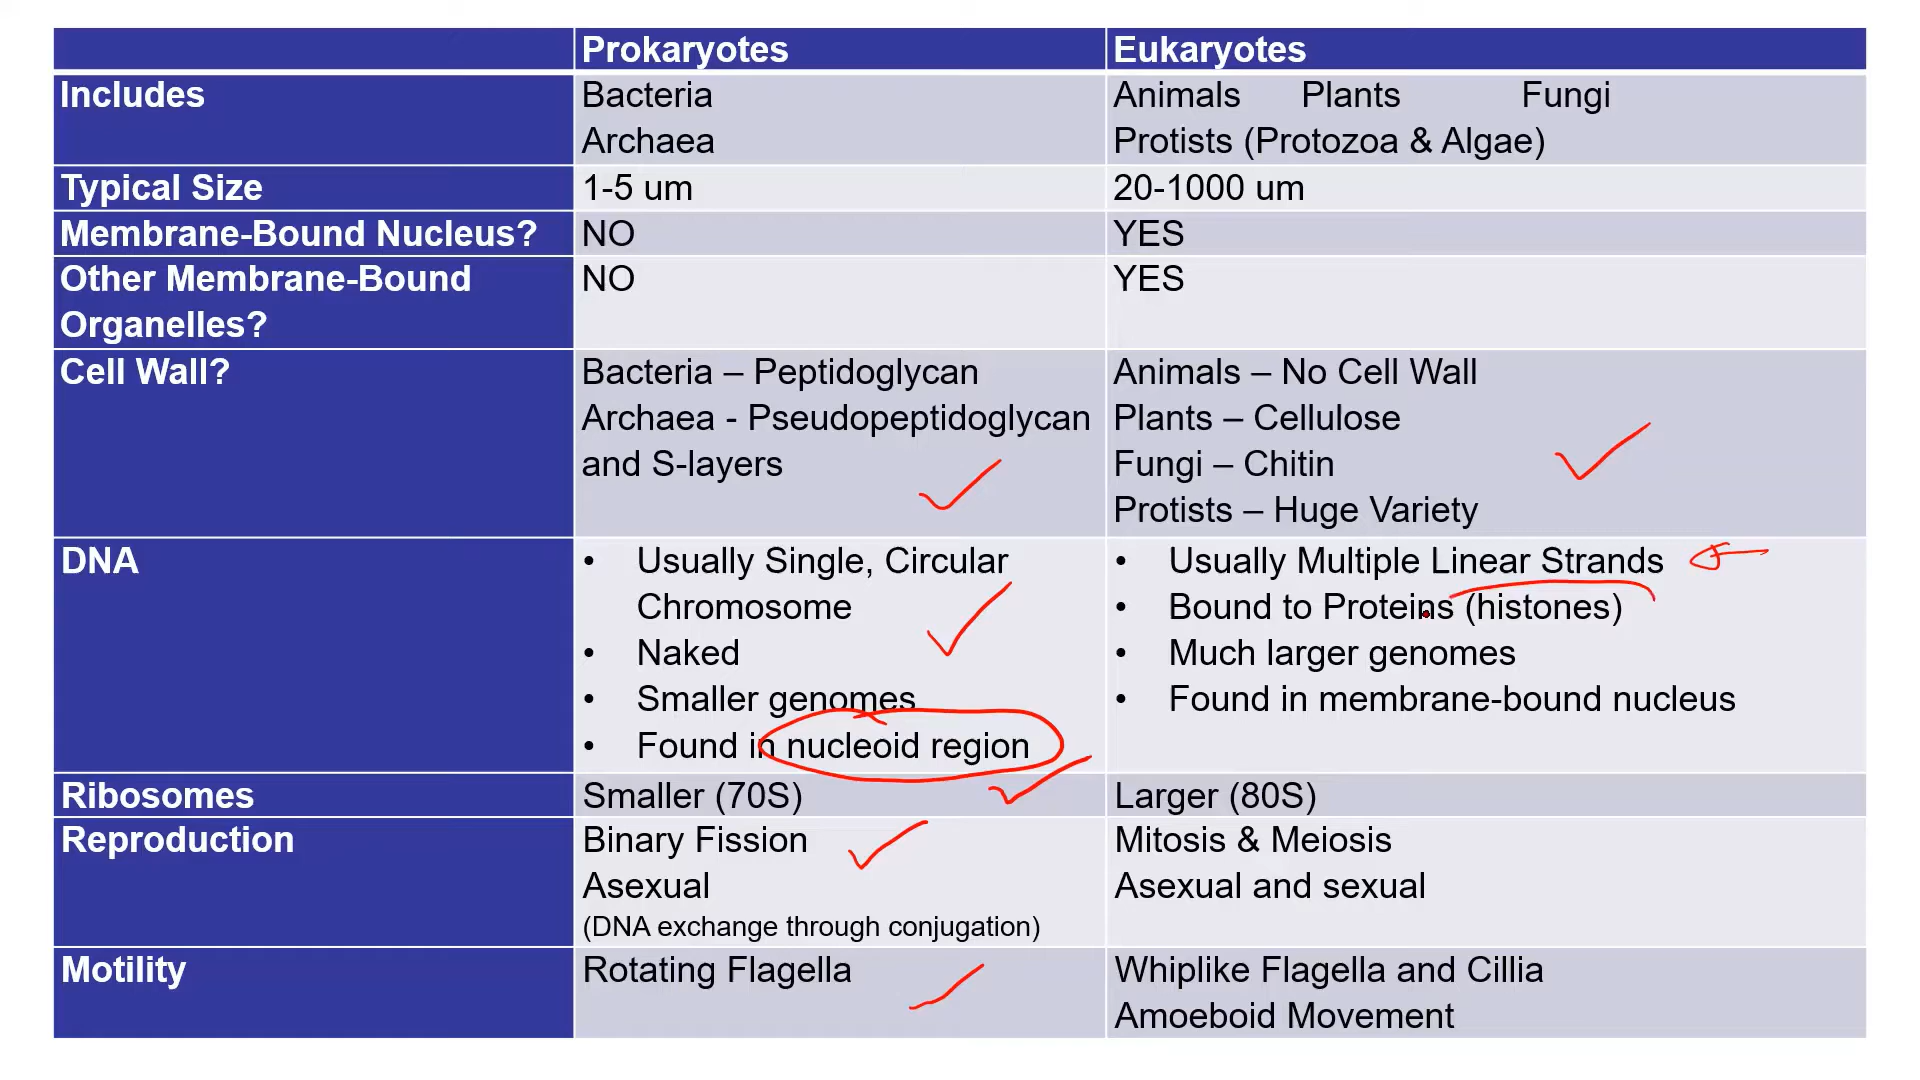 Prokaryotes Eukaryotes
Includes
Bacteria
Archaea
Animals Plants Fungi
Protists (Protozoa & Algae)
Typical Size
1-5 um
20-1000 um
Membrane-Bound Nucleus?
NO
YES
Other Membrane-Bound
Organelles?
NO
YES
Cell Wall?
Bacteria – Peptidoglycan
Archaea - Pseudopeptidoglycan
and S-layers
Animals – No Cell Wall
Plants – Cellulose
Fungi – Chitin
Protists – Huge Variety
DNA
• Usually Single, Circular
Chromosome
• Naked
• Smaller genomes
• Found in nucleoid region
• Usually Multiple Linear Strands
• Bound to Proteins (histones)
• Much larger genomes
• Found in membrane-bound nucleus
Ribosomes
Smaller (70S)
Larger (80S)
Reproduction
Binary Fission
Asexual
(DNA exchange through conjugation)
Mitosis & Meiosis
Asexual and sexual
Motility
Rotating Flagella
Whiplike Flagella and Cillia
Amoeboid Movement